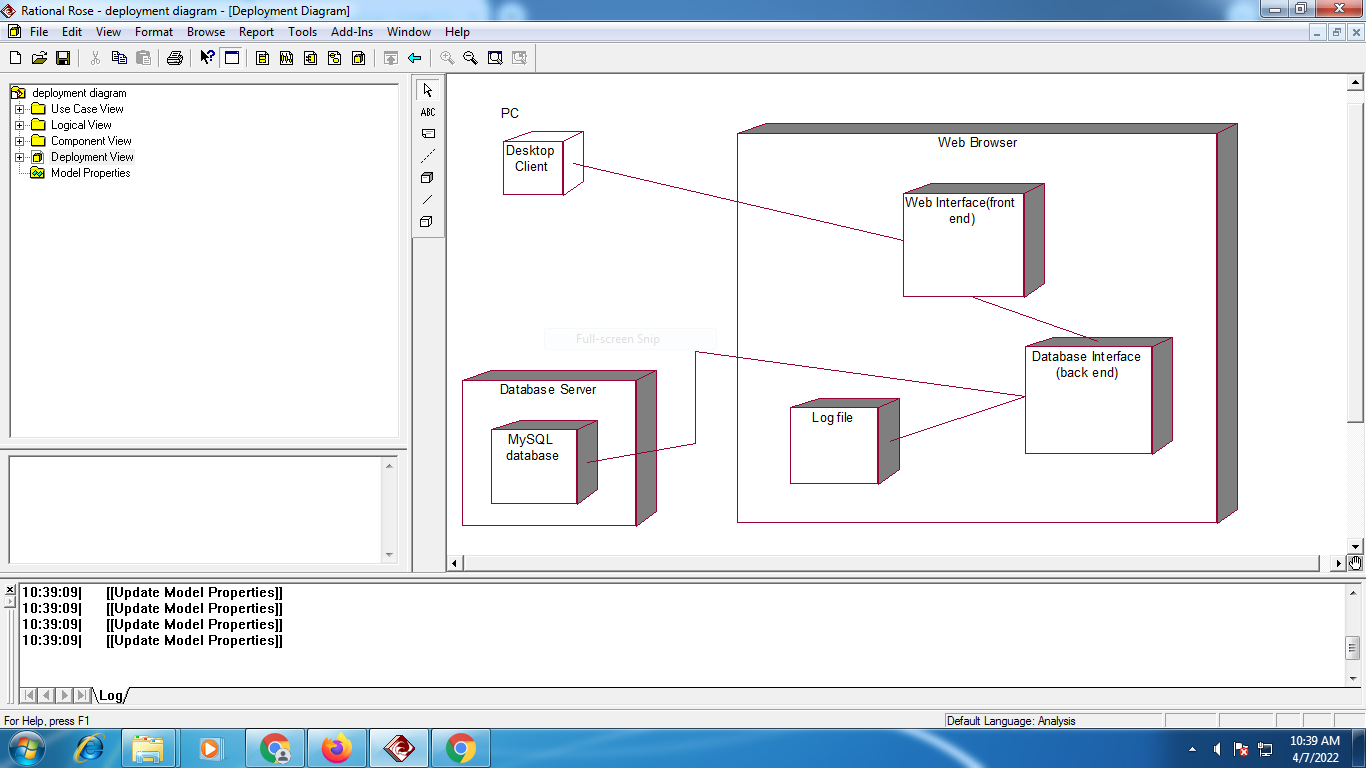 Rational Rose - deployment diagram - [Deployment Diagram]
File Edit View Format Browse Report Tools Add-Ins Window Help
ABC
deployment diagram
Use Case View
Logical View
Component View
Deployment View
Model Properties
PC
Desktop
Client
Web Browser
Web Interface(front
end)
Full-screen Snip
Database Interface
(back end)
Database Server
MySQL
database
Log file
10:39:09| [[Update Model Properties]]
10:39:09| [[Update Model Properties]]
10:39:09| [[Update Model Properties]]
10:39:09| [[Update Model Properties]]
Log
For Help, press F1
Default Language: Analysis
10:39 AM
4/7/2022